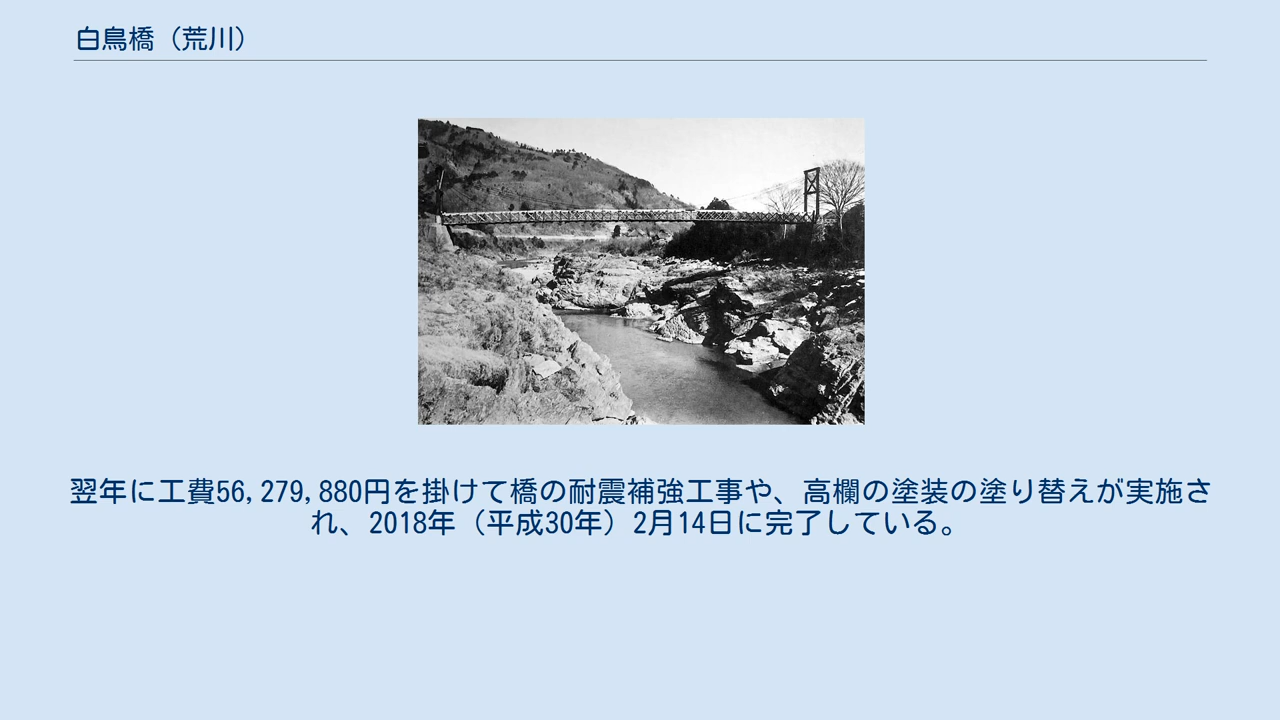 白鳥橋（荒川）
翌年に工費56,279,880円を掛けて橋の耐震補強工事や、高欄の塗装の塗り替えが実施さ
れ、2018年（平成30年）2月14日に完了している。